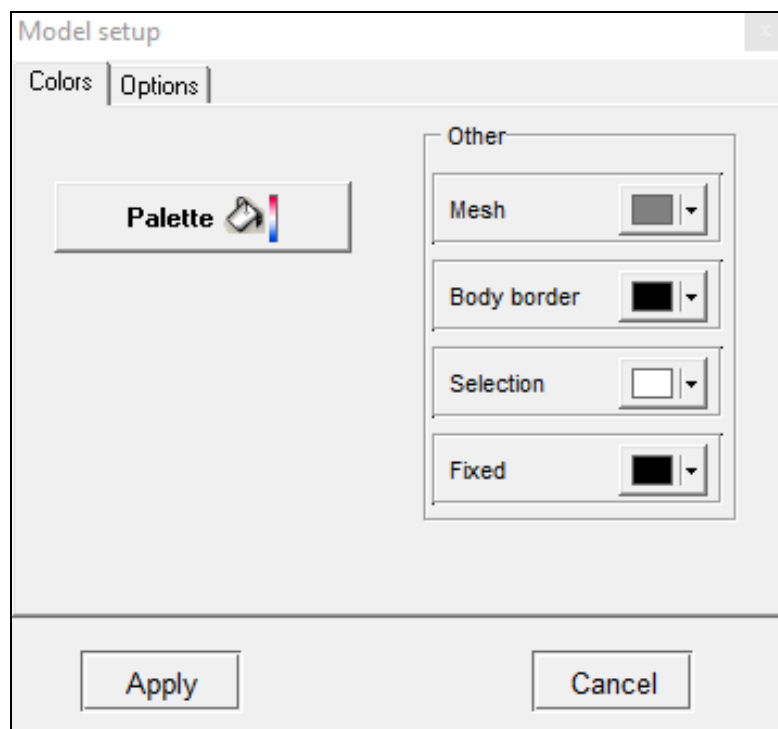 Model setup
x
Colors
Options
Other
Palette
Mesh
Body border
Selection
Fixed
Apply
Cancel